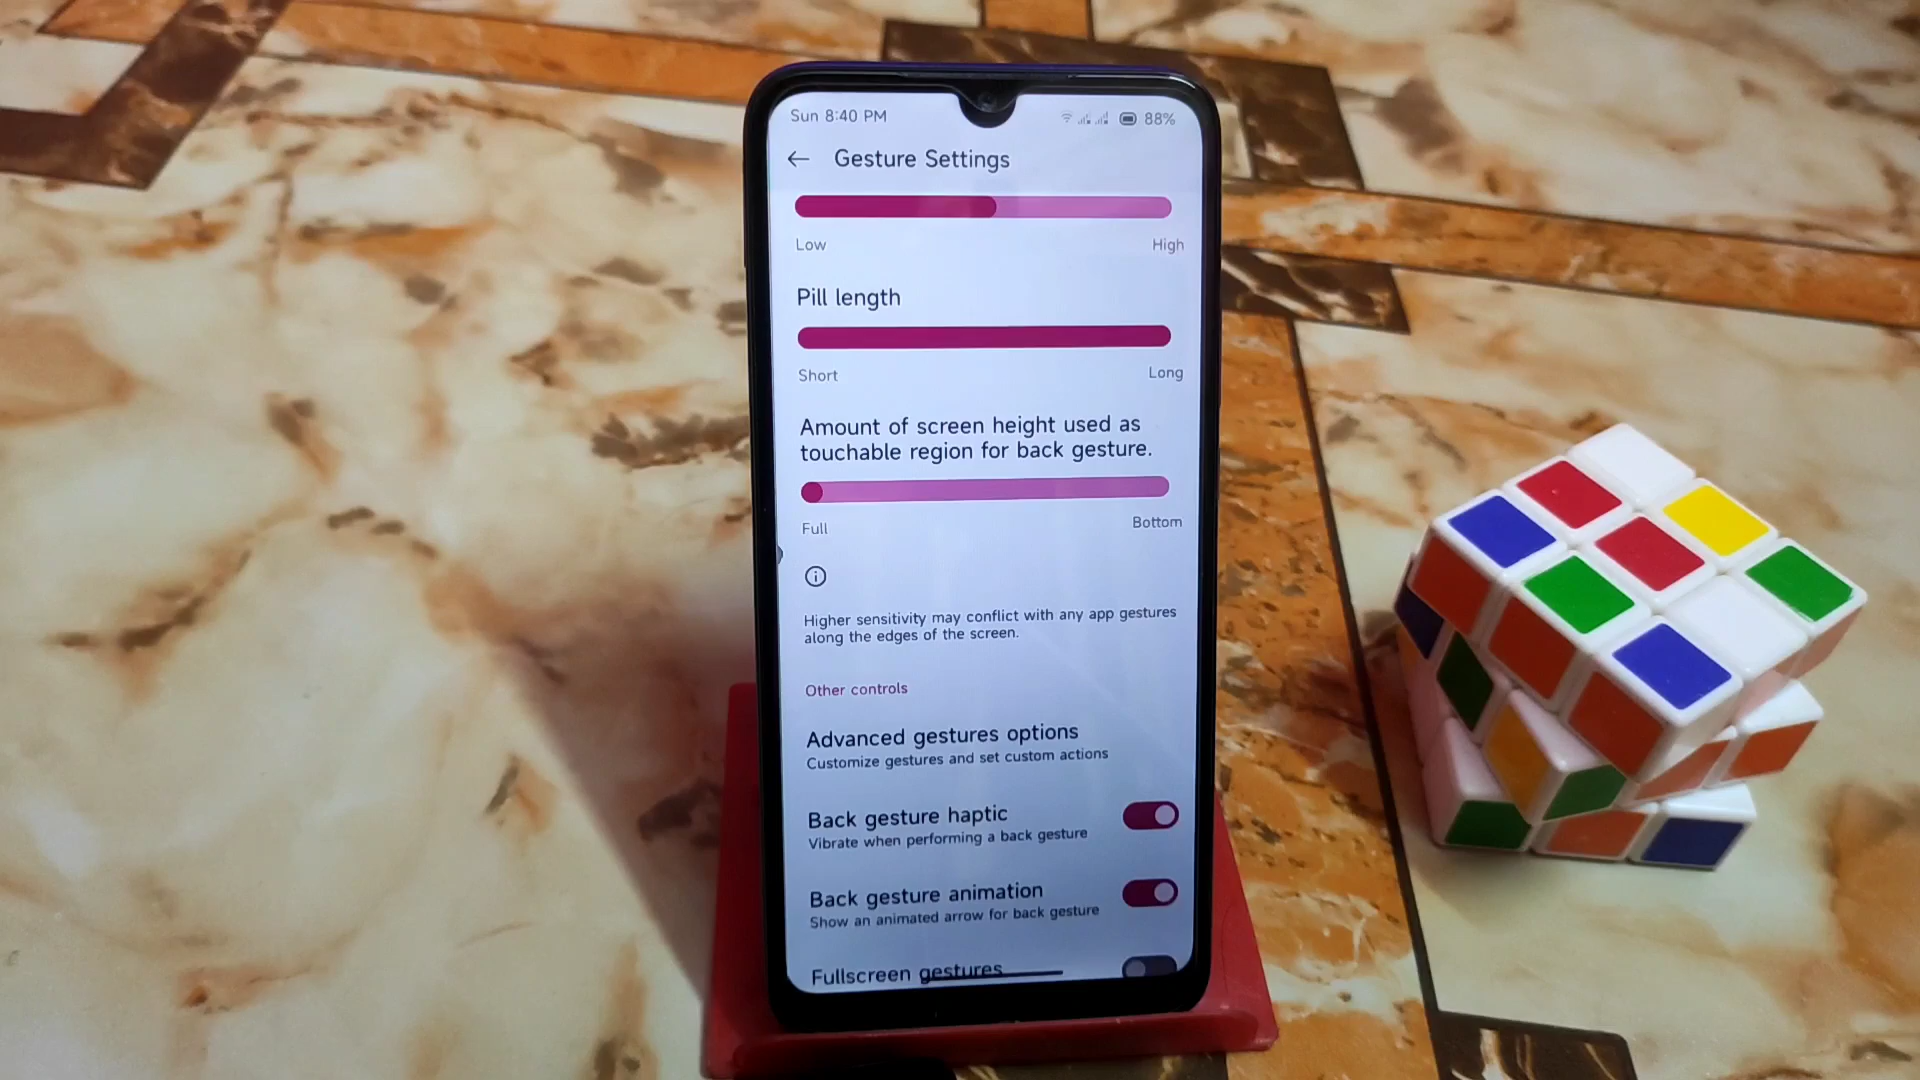 Sun 8:40 PM
88%
Gesture Settings
Low
High
Pill length
Short
Long
Amount of screen height used as
touchable region for back gesture.
Full
Bottom
Higher sensitivity may conflict with any app gestures
along the edges of the screen.
Other controls
Advanced gestures options
Customize gestures and set custom actions
Back gesture haptic
Vibrate when performing a back gesture
Back gesture animation
Show an animated arrow for back gesture
Fullscreen gestures